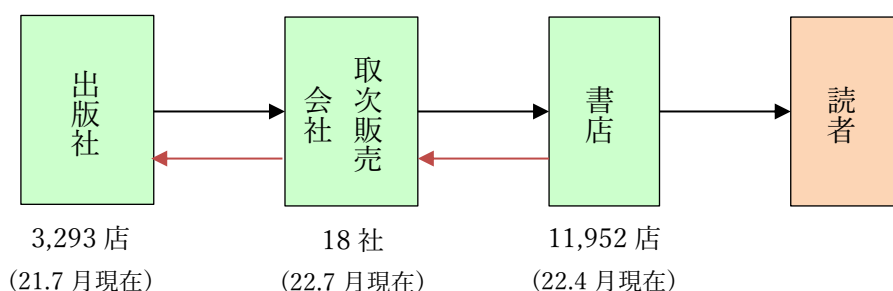 出版社
取次販売
会社
書店
読者
3,293 店
18 社
11,952 店
(21.7 月現在)
(22.7 月現在)
(22.4 月現在)